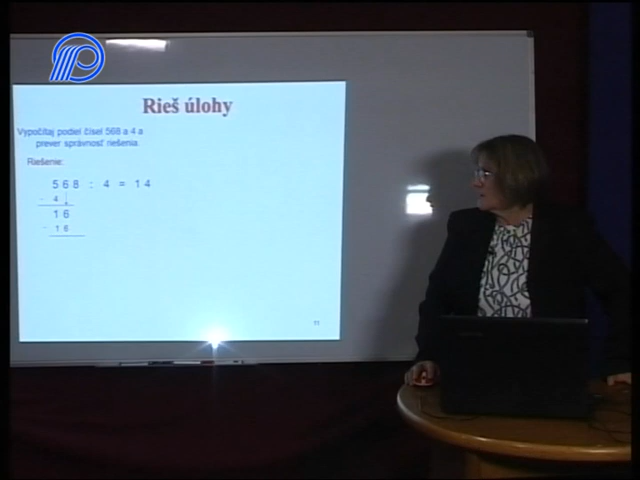 Rieš úlohy
Vypočítaj podiel čísel 568 a 4 a
prever správnosť riešenia.
Riešenie:
5 6 8 : 4 = 1 4
- 4
1 6
- 1 6
11